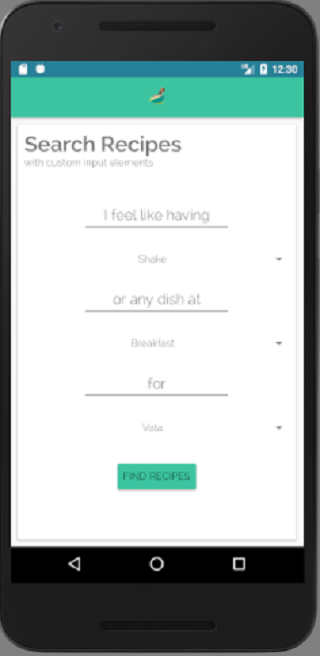 12:30
Search Recipes
with custom input elements
I feel like having
Shake
or any dish at
Breakfast
for
FIND RECIPES